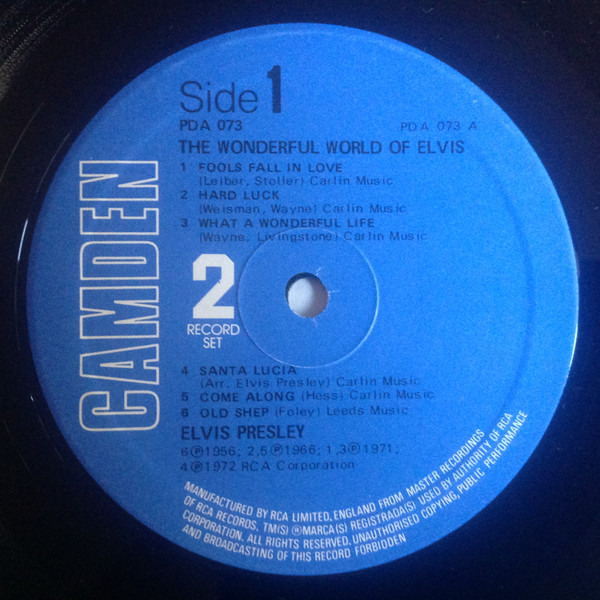 Side 1
PDA 073 PDA 073 A
THE WONDERFUL WORLD OF ELVIS
1 FOOLS FALL IN LOVE
(Leiber, Stoller) Carlin Music
2 HARD LUCK
(Weisman, Wayne) Carlin Music
3 WHAT A WONDERFUL LIFE
(Wayne, Livingstone) Carlin Music
CAMDEN
2
RECORD
SET
4 SANTA LUCIA
(Arr. Elvis Presley) Carlin Music
5 COME ALONG (Hess) Carlin Music
6 OLD SHEP (Foley) Leeds Music
ELVIS PRESLEY
6℗1956; 2,5℗1966; 1,3℗1971;
4℗1972 RCA Corporation
MANUFACTURED BY RCA LIMITED, ENGLAND FROM MASTER RECORDINGS
OF RCA RECORDS. TM(S) ®MARCA(S) REGISTRADA(S) USED BY AUTHORITY OF RCA
CORPORATION. ALL RIGHTS RESERVED. UNAUTHORISED COPYING, PUBLIC PERFORMANCE
AND BROADCASTING OF THIS RECORD FORBIDDEN